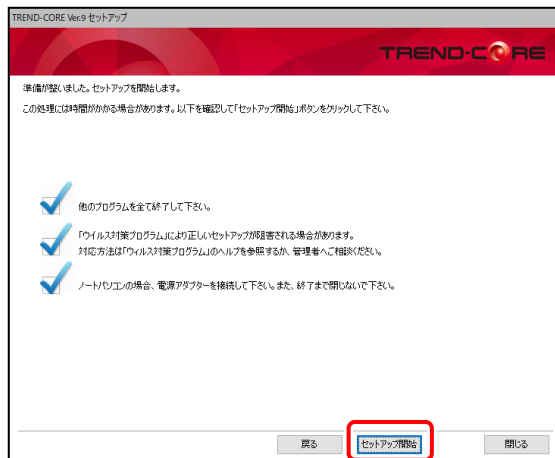 TREND-CORE Ver.9 セットアップ
TREND-CORE
準備が整いました。セットアップを開始します。
この処理には時間がかかる場合があります。以下を確認して「セットアップ開始」ボタンをクリックして下さい。
他のプログラムを全て終了して下さい。
「ウイルス対策プログラム」により正しいセットアップが阻害される場合があります。
対応方法は「ウィルス対策プログラム」のヘルプを参照するか、管理者へご相談ください。
ノートパソコンの場合、電源アダプターを接続して下さい。また、終了まで閉じないで下さい。
戻る
セットアップ開始
閉じる